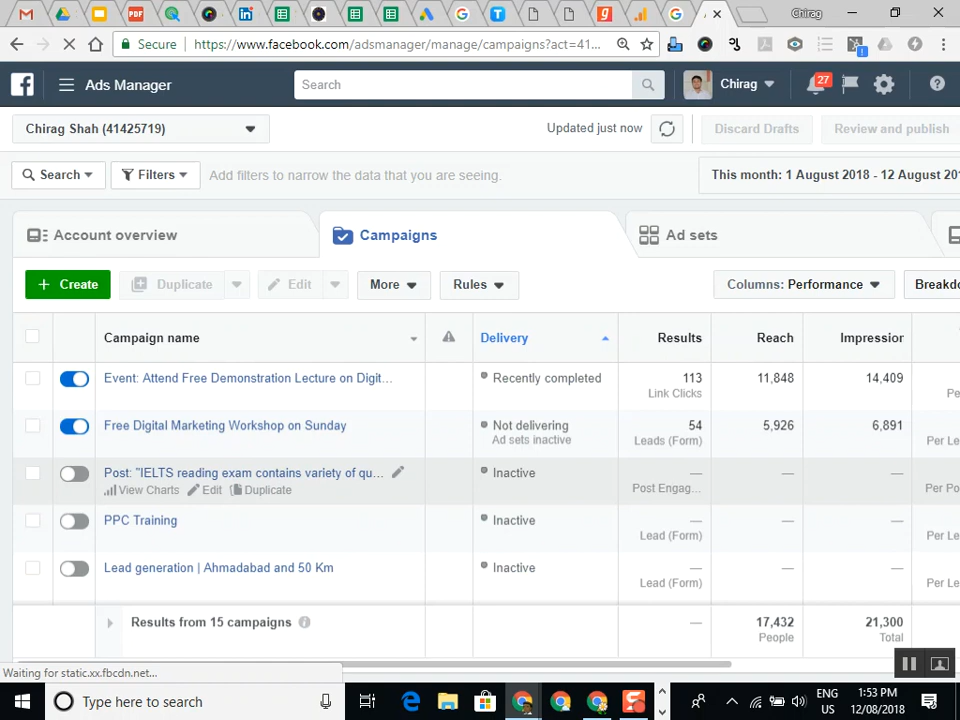 Chirag
Secure https://www.facebook.com/adsmanager/manage/campaigns?act=41...
Ads Manager
Search
Chirag
27
Chirag Shah (41425719)
Updated just now
Discard Drafts
Review and publish
Search
Filters
Add filters to narrow the data that you are seeing.
This month: 1 August 2018 - 12 August 201
Account overview
Campaigns
Ad sets
+ Create
Duplicate
Edit
More
Rules
Columns: Performance
Breakdo
Campaign name
Delivery
Results
Reach
Impression
Event: Attend Free Demonstration Lecture on Digit...
Recently completed
113
11,848
14,409
Link Clicks
Pe
Free Digital Marketing Workshop on Sunday
Not delivering
54
5,926
6,891
Ad sets inactive
Leads (Form)
Per Le
Post: "IELTS reading exam contains variety of qu...
Inactive
—
—
—
View Charts
Edit
Duplicate
Post Engag...
Per Po
PPC Training
Inactive
—
—
—
Lead (Form)
Per Le
Lead generation | Ahmadabad and 50 Km
Inactive
—
—
—
Lead (Form)
Per Le
Results from 15 campaigns
—
17,432
21,300
People
Total
Waiting for static.xx.fbcdn.net...
Type here to search
ENG
US
1:53 PM
12/08/2018